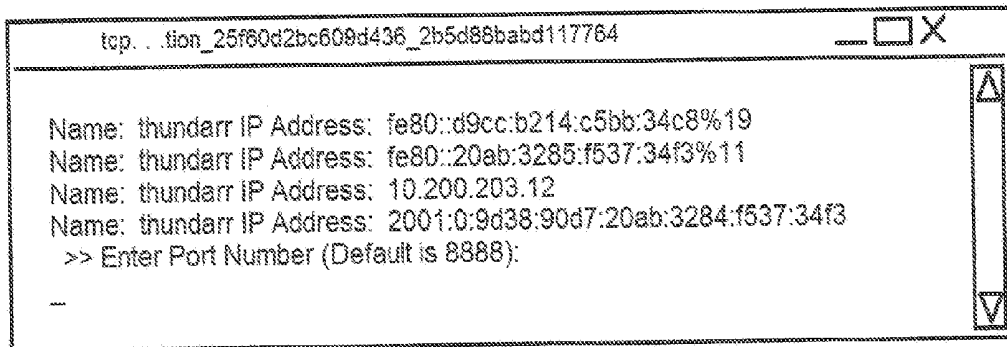 tcp. . .tion_25f60d2bc609d436_2b5d88babd117764
Name: thundarr IP Address: fe80::d9cc:b214:c5bb:34c8%19
Name: thundarr IP Address: fe80::20ab:3285:f537:34f3%11
Name: thundarr IP Address: 10.200.203.12
Name: thundarr IP Address: 2001:0:9d38:90d7:20ab:3284:f537:34f3
>> Enter Port Number (Default is 8888):
_